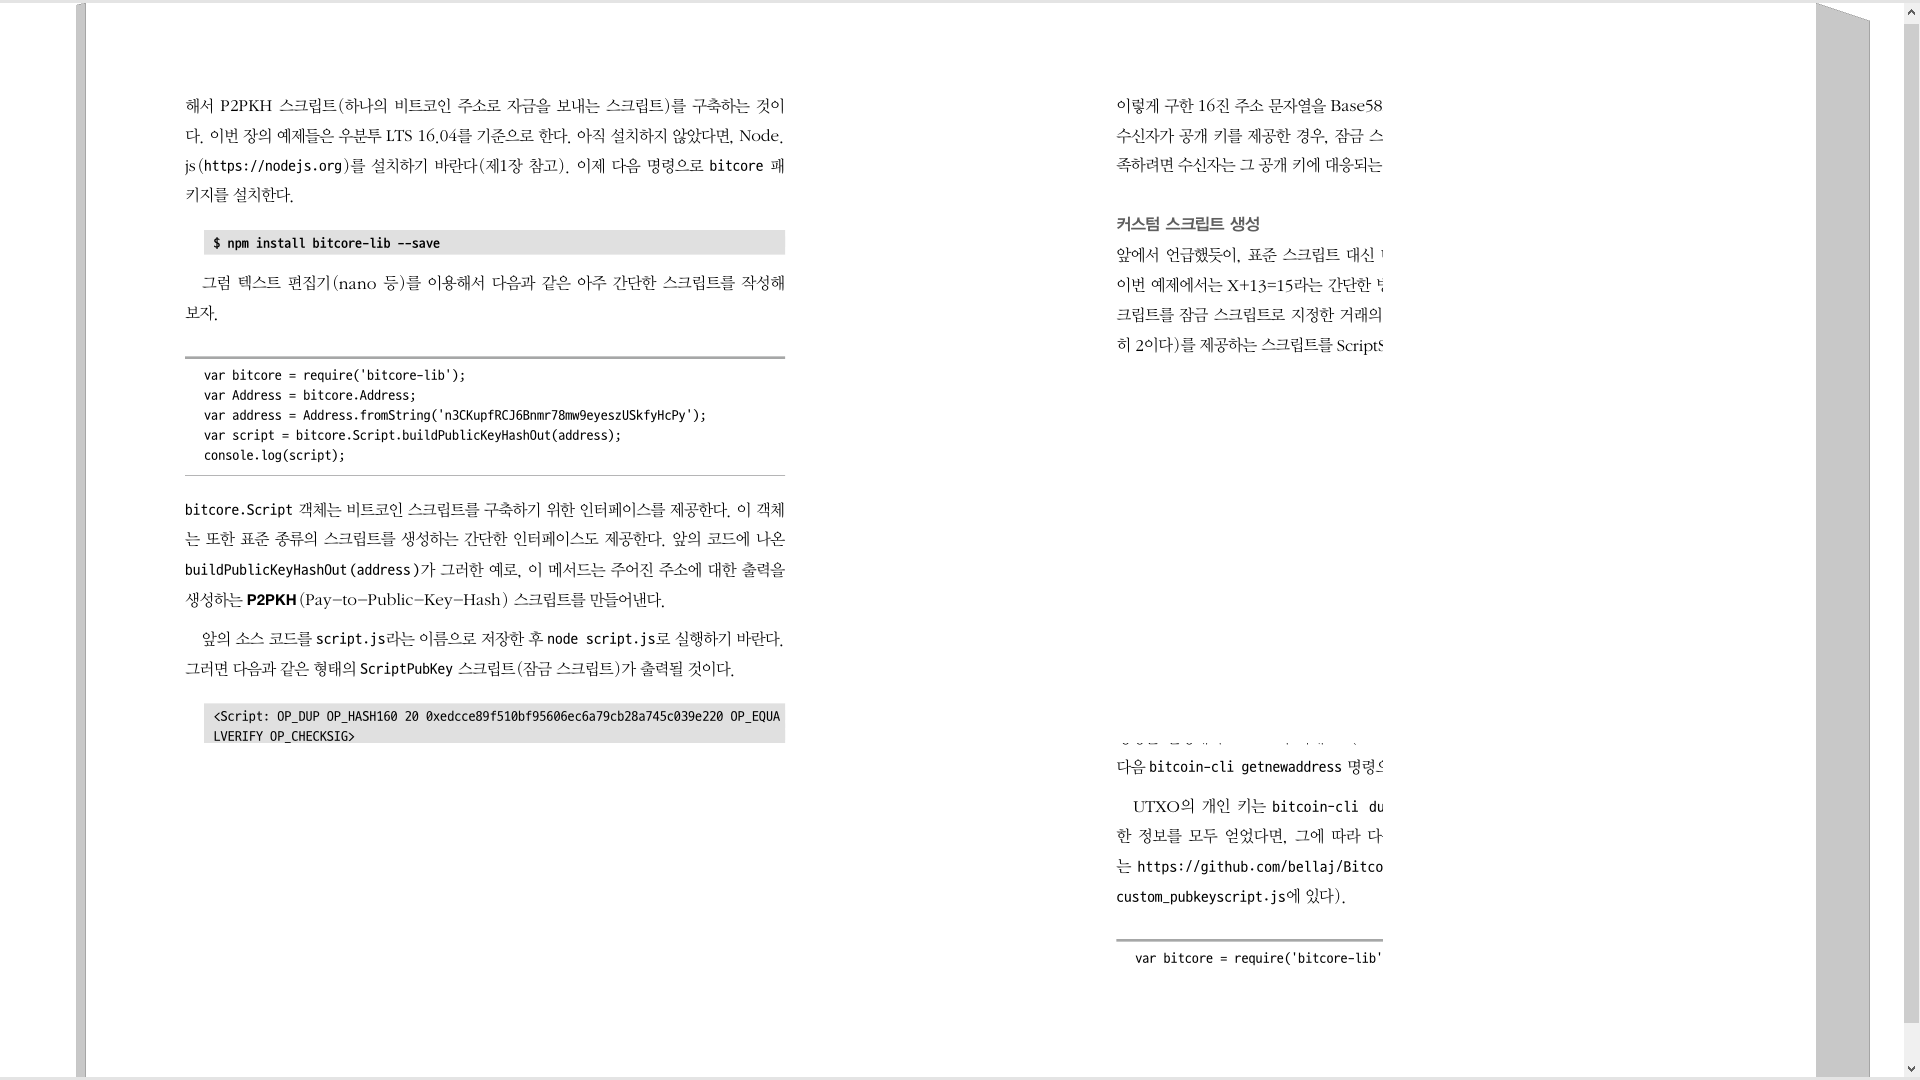 해서 P2PKH 스크립트(하나의 비트코인 주소로 자금을 보내는 스크립트)를 구축하는 것이
다. 이번 장의 예제들은 우분투 LTS 16.04를 기준으로 한다. 아직 설치하지 않았다면, Node.
js(https://nodejs.org)를 설치하기 바란다(제1장 참고). 이제 다음 명령으로 bitcore 패
키지를 설치한다.
$ npm install bitcore-lib --save
그럼 텍스트 편집기(nano 등)를 이용해서 다음과 같은 아주 간단한 스크립트를 작성해
보자.
var bitcore = require('bitcore-lib');
var Address = bitcore.Address;
var address = Address.fromString('n3CKupfRCJ6Bnmr78mw9eyeszUSkfyHcPy');
var script = bitcore.Script.buildPublicKeyHashOut(address);
console.log(script);
bitcore.Script 객체는 비트코인 스크립트를 구축하기 위한 인터페이스를 제공한다. 이 객체
는 또한 표준 종류의 스크립트를 생성하는 간단한 인터페이스도 제공한다. 앞의 코드에 나온
buildPublicKeyHashOut(address)가 그러한 예로, 이 메서드는 주어진 주소에 대한 출력을
생성하는 P2PKH(Pay-to-Public-Key-Hash) 스크립트를 만들어낸다.
앞의 소스 코드를 script.js라는 이름으로 저장한 후 node script.js로 실행하기 바란다.
그러면 다음과 같은 형태의 ScriptPubKey 스크립트(잠금 스크립트)가 출력될 것이다.
<Script: OP_DUP OP_HASH160 20 0xedcce89f510bf95606ec6a79cb28a745c039e220 OP_EQUA
LVERIFY OP_CHECKSIG>
이렇게 구한 16진 주소 문자열을 Base58
수신자가 공개 키를 제공한 경우, 잠금 스
족하려면 수신자는 그 공개 키에 대응되는
커스텀 스크립트 생성
앞에서 언급했듯이, 표준 스크립트 대신
이번 예제에서는 X+13=15라는 간단한
크립트를 잠금 스크립트로 지정한 거래의
히 2이다)를 제공하는 스크립트를 ScriptS
다음 bitcoin-cli getnewaddress 명령으
UTXO의 개인 키는 bitcoin-cli du
한 정보를 모두 얻었다면, 그에 따라 다
는 https://github.com/bellaj/Bitco
custom_pubkeyscript.js에 있다).
var bitcore = require('bitcore-lib'